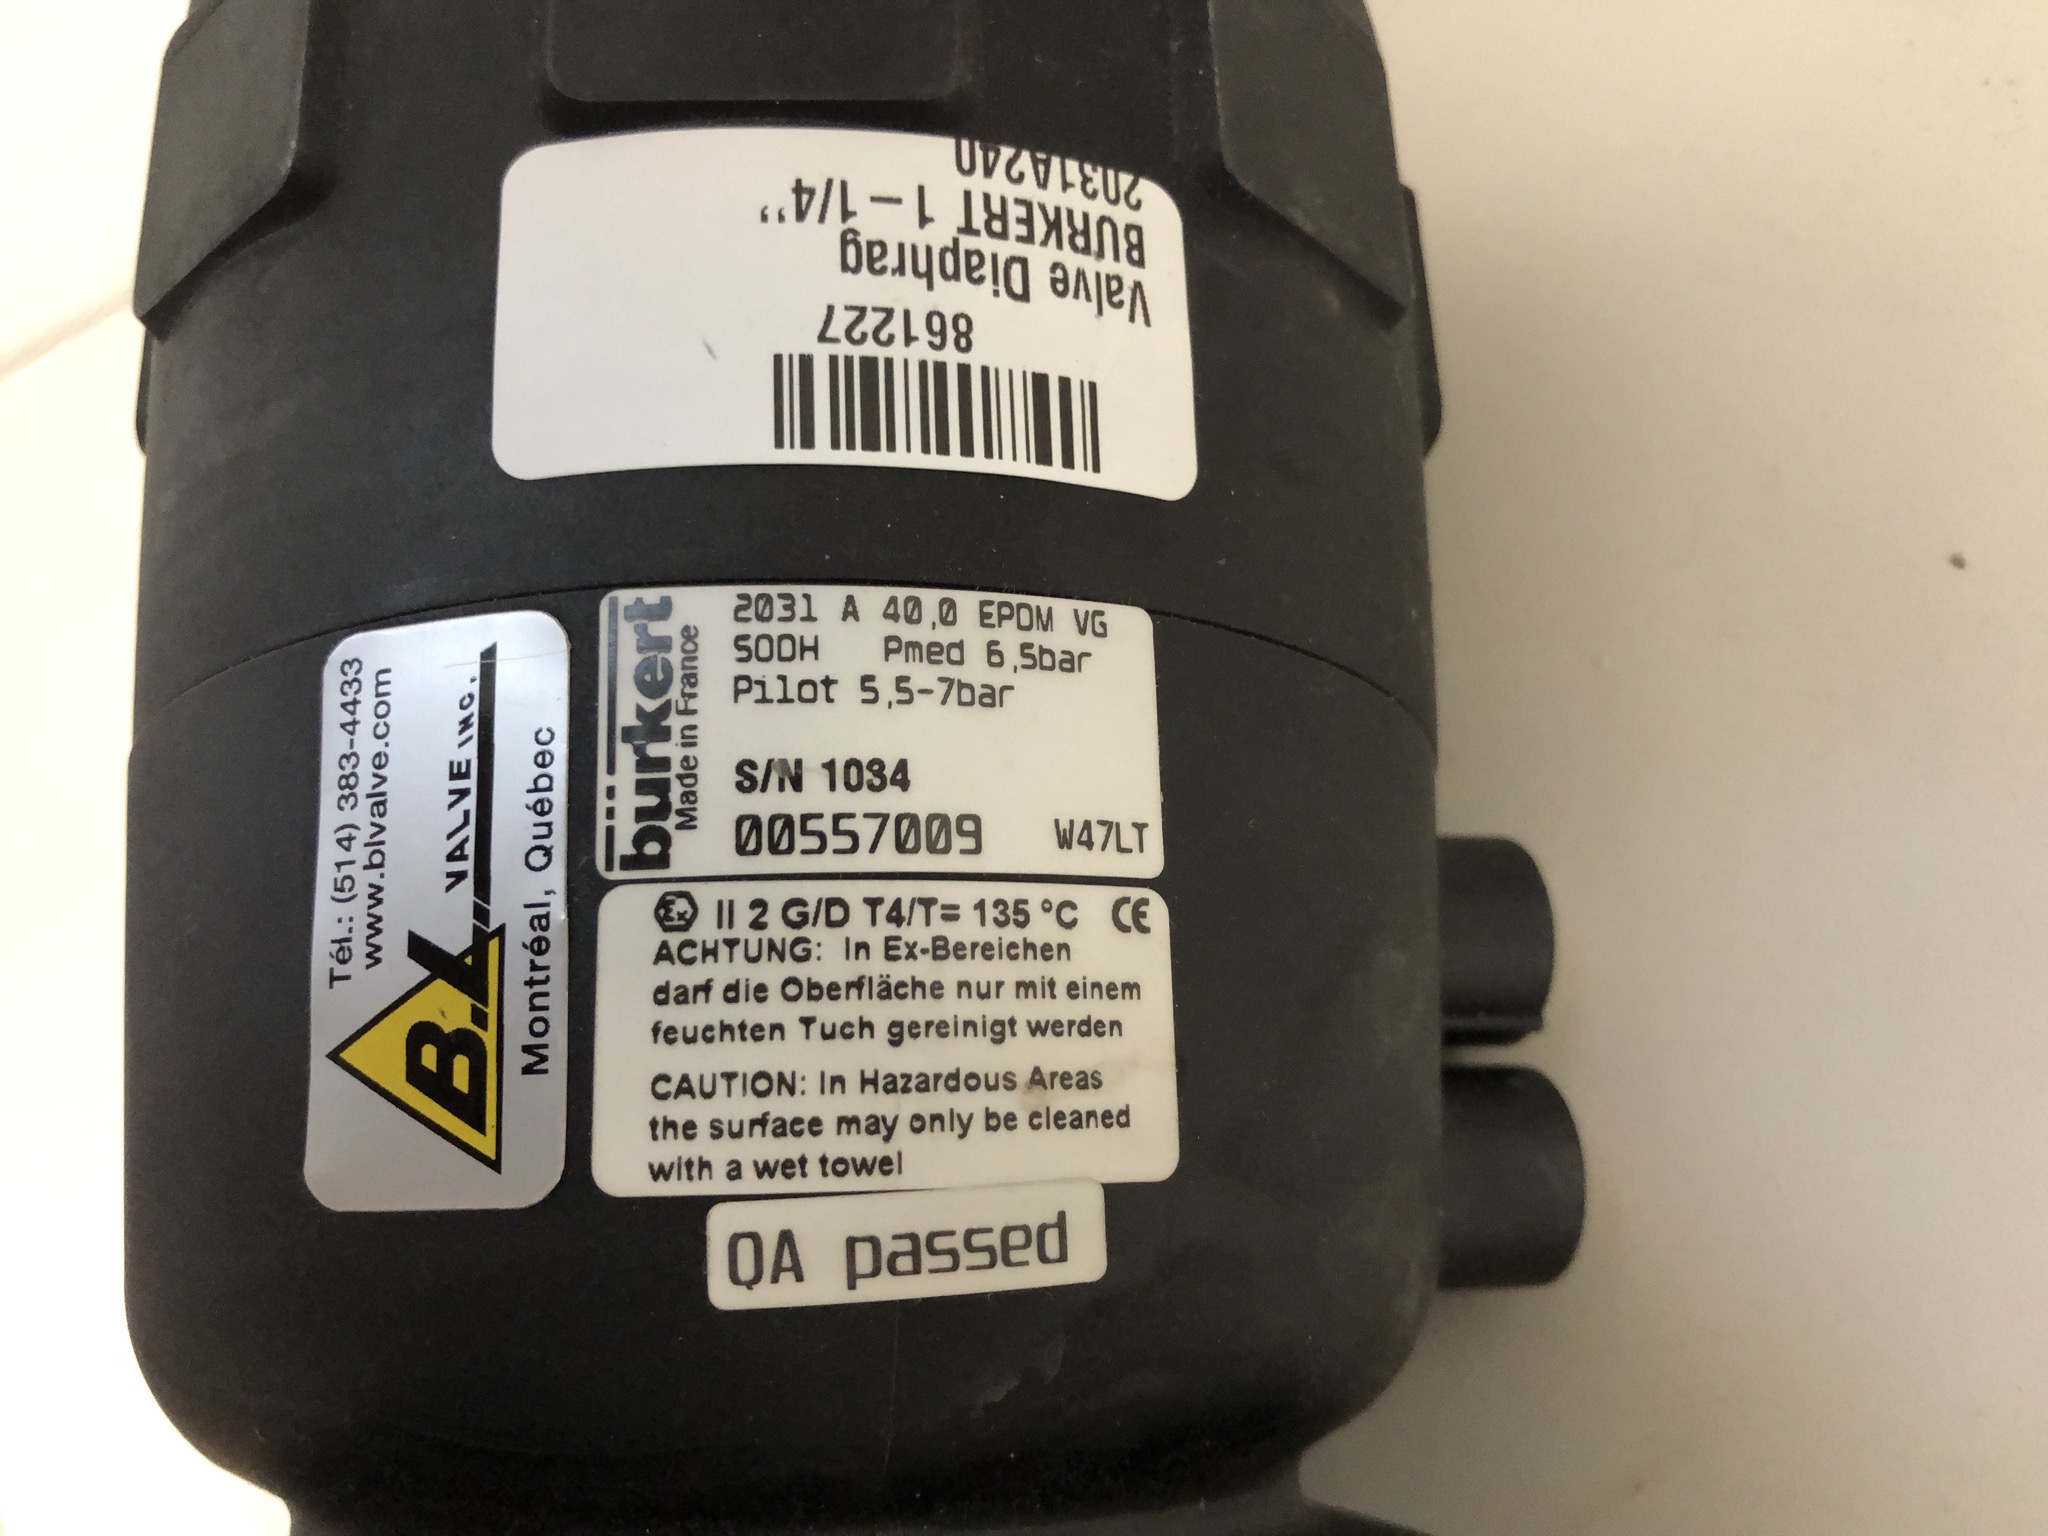 861227
Valve Diaphrag
BURKERT 1-1/4"
2031A240
bürkert
Made in France
2031 A 40,0 EPDM VG
SODH Pmed 6,5bar
Pilot 5,5-7bar
S/N 1034
00557009 W47LT
Tél.: (514) 383-4433
www.blvalve.com
B.L. VALVE INC.
Montréal, Québec
Ex II 2 G/D T4/T= 135 °C CE
ACHTUNG: In Ex-Bereichen
darf die Oberfläche nur mit einem
feuchten Tuch gereinigt werden
CAUTION: In Hazardous Areas
the surface may only be cleaned
with a wet towel
QA passed